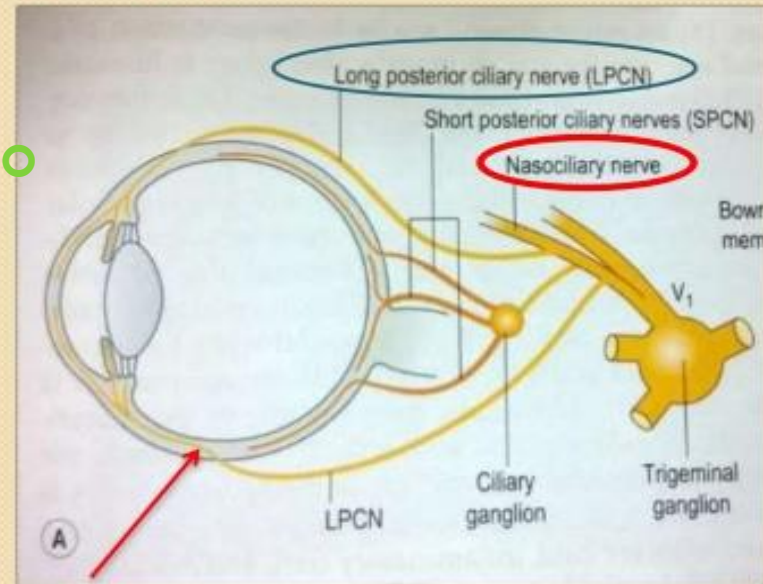 Long posterior ciliary nerve (LPCN)
Short posterior ciliary nerves (SPCN)
Nasociliary nerve
V1
LPCN
Ciliary
ganglion
Trigeminal
ganglion
A